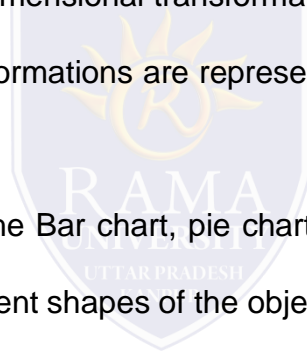 mensional transforma
ormations are represe
RAMA
UNIVERSITY
UTTAR PRADESH
KANPUR
ne Bar chart, pie chart
ent shapes of the obje